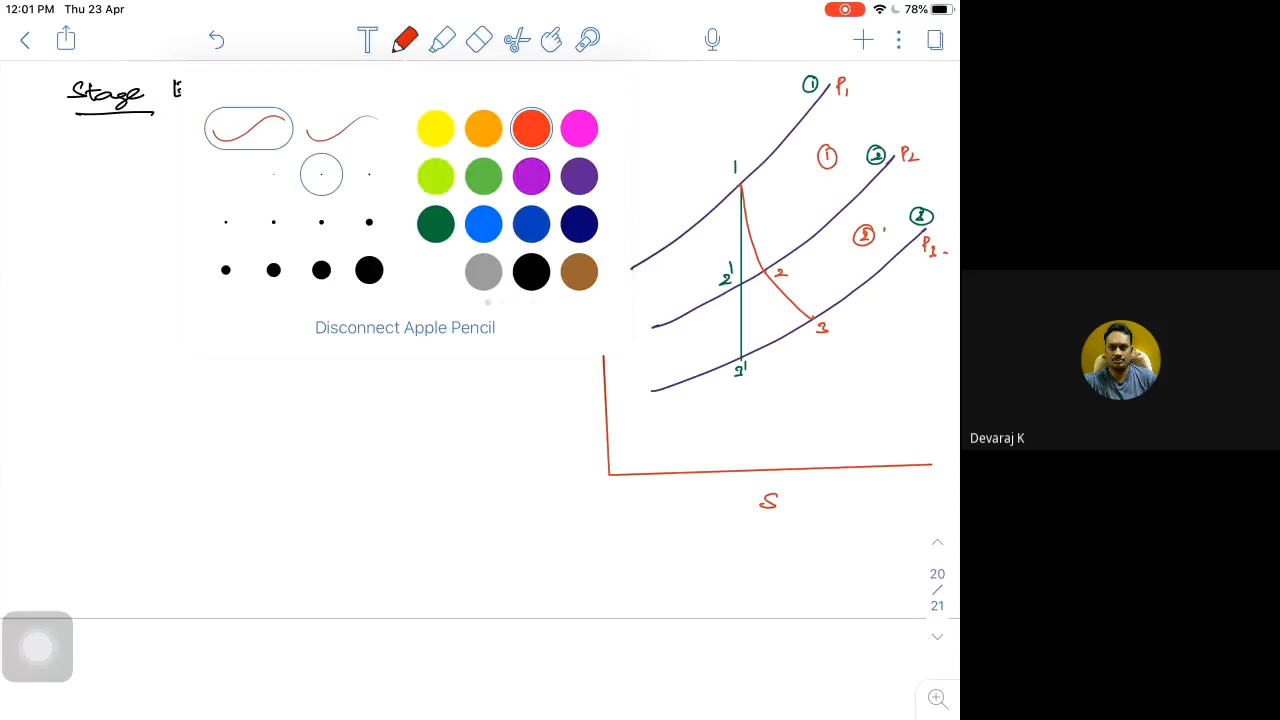 12:01 PM Thu 23 Apr
78%
T
Stage
Disconnect Apple Pencil
1 P1
1
1 2 P2
2 2
P3
2' 2
3
3'
S
20
/
21
Devaraj K